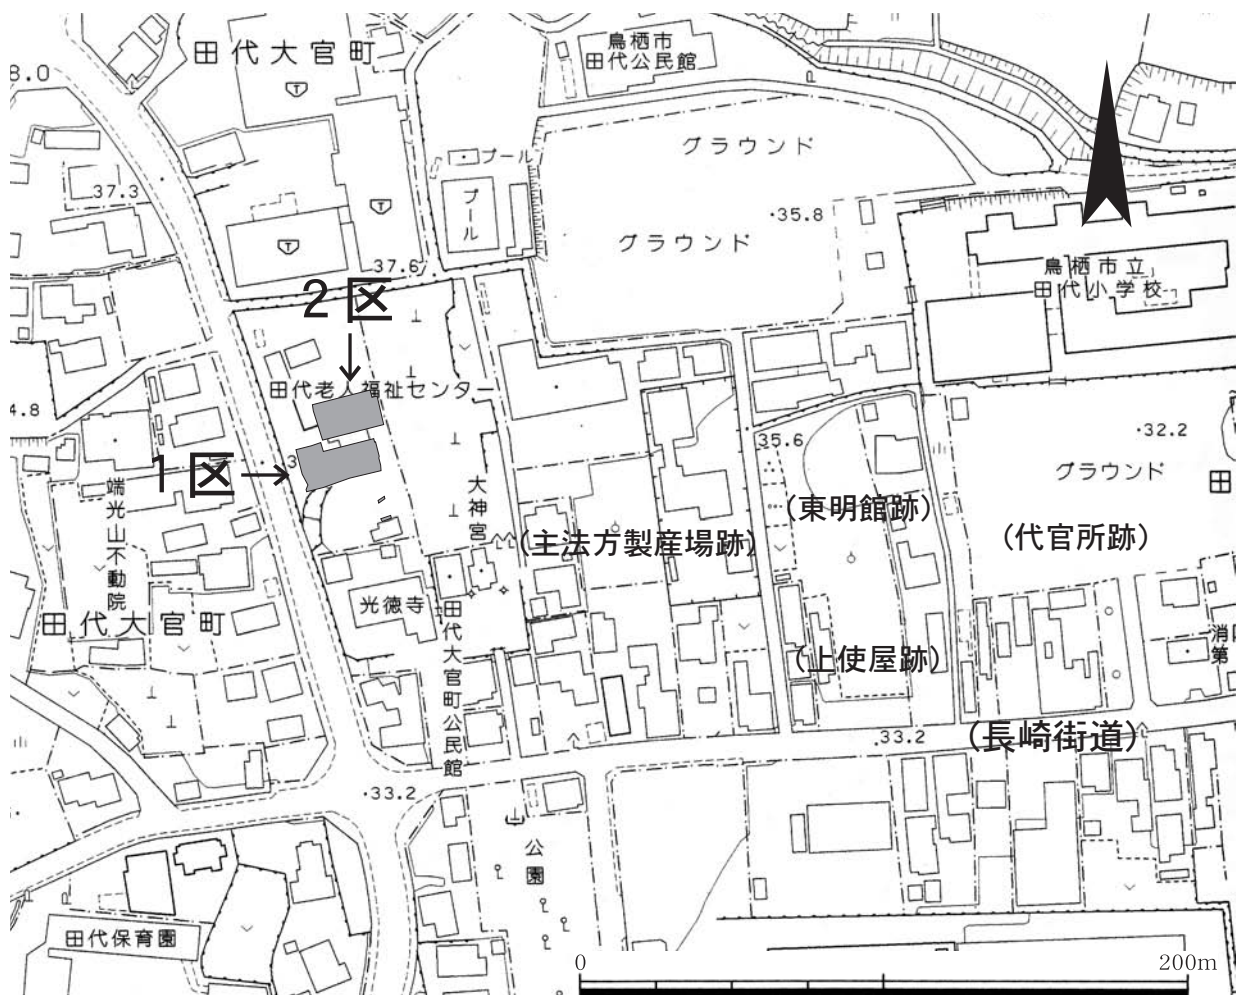 田代大官町
鳥栖市
田代公民館
8.0
プール
グラウンド
37.3
プール
・35.8
グラウンド
37.6
鳥栖市立
田代小学校
2区
田代老人福祉センター
4.8
35.6
・32.2
1区
グラウンド
田
端光山不動院
大神宮
(東明館跡)
(主法方製産場跡)
(代官所跡)
光徳寺
田代大官町
田代大官町公民館
(上使屋跡)
消
第
.33.2
(長崎街道)
・33.2
公園
田代保育園
0
200m